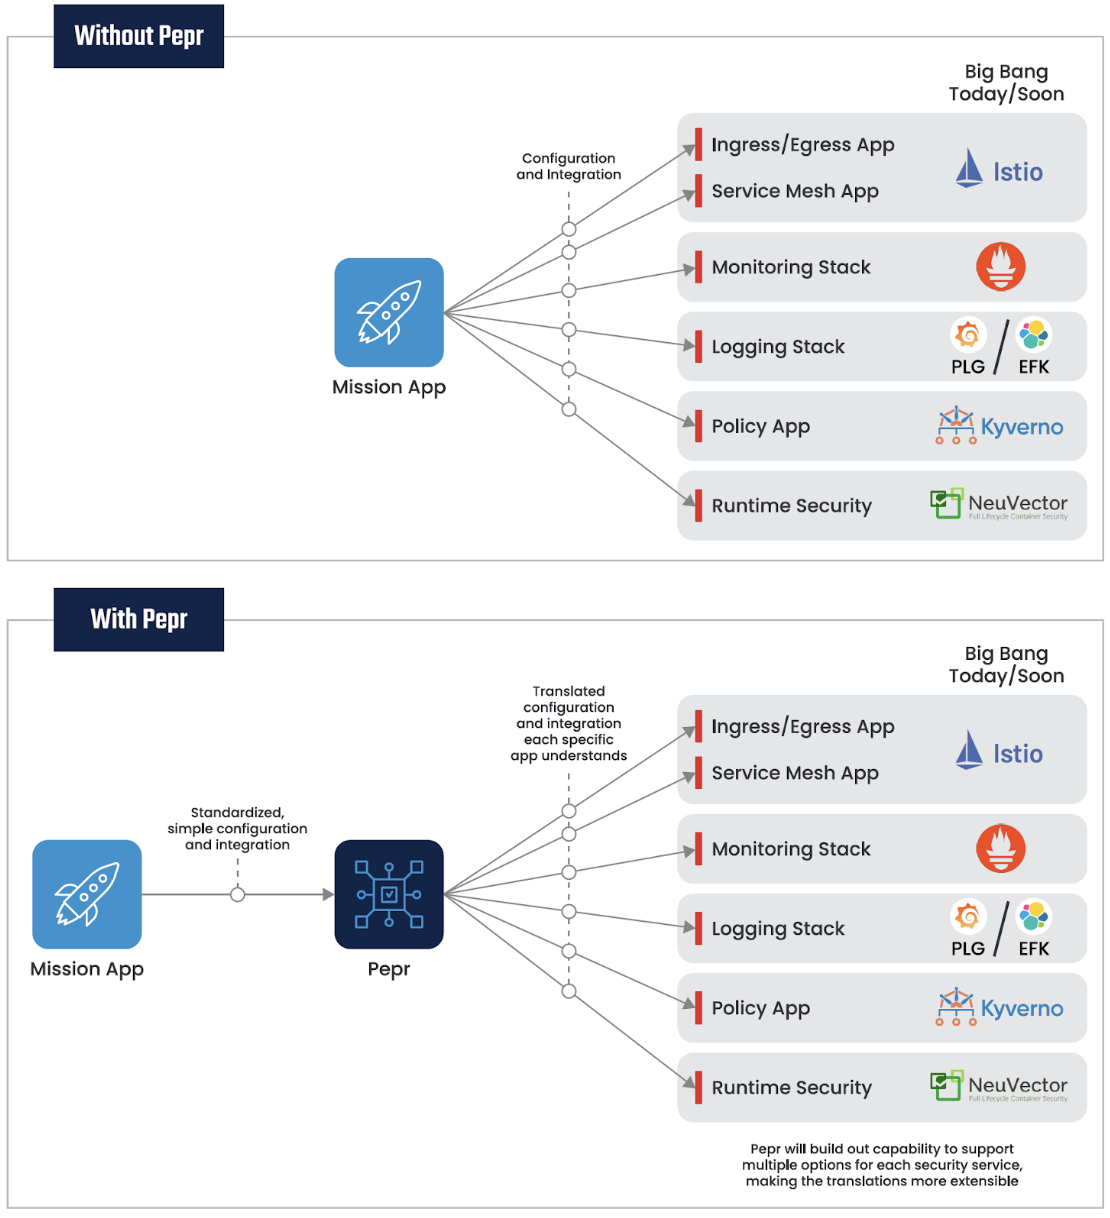 Without Pepr
Big Bang
Today/Soon
Configuration
and Integration
Ingress/Egress App
Service Mesh App
Istio
Monitoring Stack
Logging Stack
PLG / EFK
Policy App
Kyverno
Runtime Security
NeuVector
Full Lifecycle Container Security
Mission App
With Pepr
Big Bang
Today/Soon
Translated
configuration
and integration
each specific
app understands
Standardized,
simple configuration
and integration
Ingress/Egress App
Service Mesh App
Istio
Monitoring Stack
Logging Stack
PLG / EFK
Policy App
Kyverno
Runtime Security
NeuVector
Full Lifecycle Container Security
Mission App
Pepr
Pepr will build out capability to support
multiple options for each security service,
making the translations more extensible